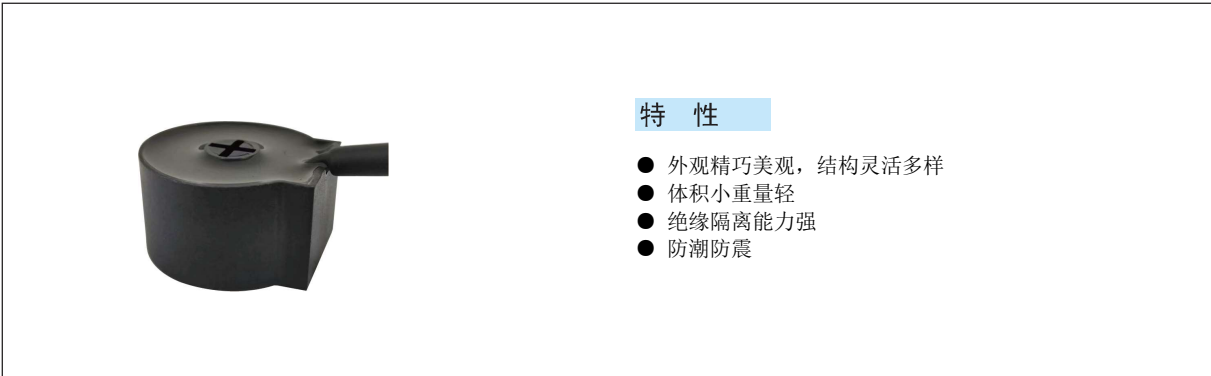 特 性
● 外观精巧美观，结构灵活多样
● 体积小重量轻
● 绝缘隔离能力强
● 防潮防震